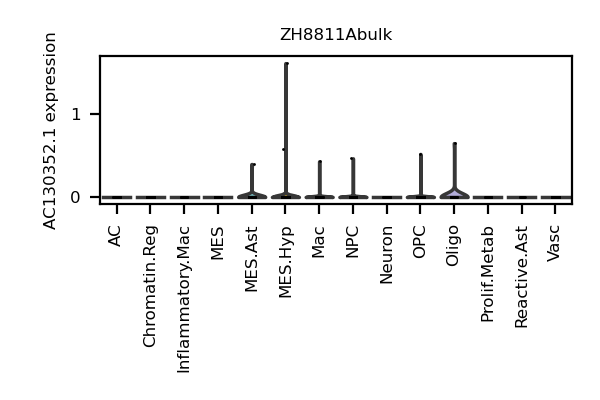 ZH8811Abulk
AC130352.1 expression
1
0
AC
Chromatin.Reg
Inflammatory.Mac
MES
MES.Ast
MES.Hyp
Mac
NPC
Neuron
OPC
Oligo
Prolif.Metab
Reactive.Ast
Vasc